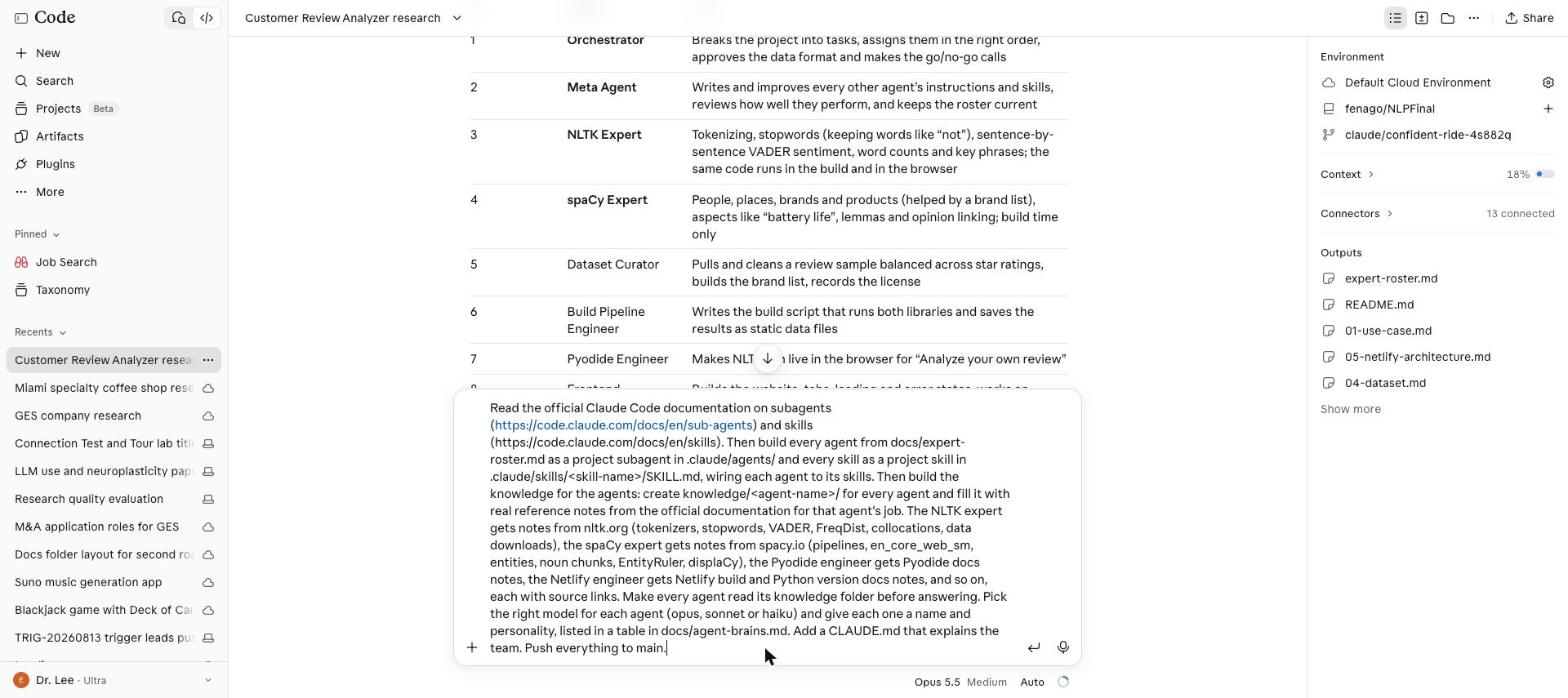 Code
New
Search
Projects Beta
Artifacts
Plugins
More
Pinned
Job Search
Taxonomy
Recents
Customer Review Analyzer resea
Miami specialty coffee shop rese
GES company research
Connection Test and Tour lab titl
LLM use and neuroplasticity pap
Research quality evaluation
M&A application roles for GES
Docs folder layout for second ro
Suno music generation app
Blackjack game with Deck of Car
TRIG-20260813 trigger leads pu
E Dr. Lee · Ultra
Customer Review Analyzer research
Share
1 Orchestrator Breaks the project into tasks, assigns them in the right order,
approves the data format and makes the go/no-go calls
2 Meta Agent Writes and improves every other agent's instructions and skills,
reviews how well they perform, and keeps the roster current
3 NLTK Expert Tokenizing, stopwords (keeping words like “not”), sentence-by-
sentence VADER sentiment, word counts and key phrases; the
same code runs in the build and in the browser
4 spaCy Expert People, places, brands and products (helped by a brand list),
aspects like “battery life”, lemmas and opinion linking; build time
only
5 Dataset Curator Pulls and cleans a review sample balanced across star ratings,
builds the brand list, records the license
6 Build Pipeline Engineer Writes the build script that runs both libraries and saves the
results as static data files
7 Pyodide Engineer Makes NLT live in the browser for “Analyze your own review”
Read the official Claude Code documentation on subagents
(https://code.claude.com/docs/en/sub-agents) and skills
(https://code.claude.com/docs/en/skills). Then build every agent from docs/expert-
roster.md as a project subagent in .claude/agents/ and every skill as a project skill in
.claude/skills/<skill-name>/SKILL.md, wiring each agent to its skills. Then build the
knowledge for the agents: create knowledge/<agent-name>/ for every agent and fill it with
real reference notes from the official documentation for that agent's job. The NLTK expert
gets notes from nltk.org (tokenizers, stopwords, VADER, FreqDist, collocations, data
downloads), the spaCy expert gets notes from spacy.io (pipelines, en_core_web_sm,
entities, noun chunks, EntityRuler, displaCy), the Pyodide engineer gets Pyodide docs
notes, the Netlify engineer gets Netlify build and Python version docs notes, and so on,
each with source links. Make every agent read its knowledge folder before answering. Pick
the right model for each agent (opus, sonnet or haiku) and give each one a name and
personality, listed in a table in docs/agent-brains.md. Add a CLAUDE.md that explains the
team. Push everything to main.
Opus 5.5 Medium Auto
Environment
Default Cloud Environment
fenago/NLPFinal
claude/confident-ride-4s882q
Context 18%
Connectors 13 connected
Outputs
expert-roster.md
README.md
01-use-case.md
05-netlify-architecture.md
04-dataset.md
Show more